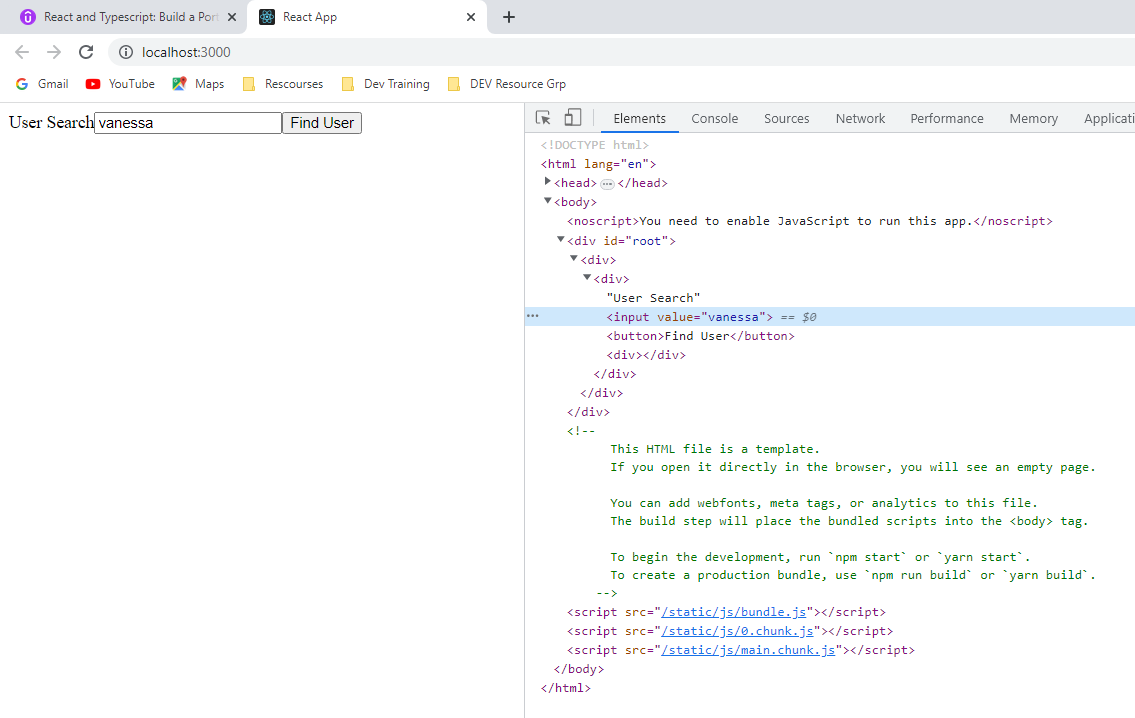 React and Typescript: Build a Por
React App
localhost:3000
Gmail YouTube Maps Rescourses Dev Training DEV Resource Grp
User Search vanessa Find User
Elements Console Sources Network Performance Memory Applicati
<!DOCTYPE html>
<html lang="en">
<head> ••• </head>
<body>
<noscript>You need to enable JavaScript to run this app.</noscript>
<div id="root">
<div>
<div>
"User Search"
••• <input value="vanessa"> == $0
<button>Find User</button>
<div></div>
</div>
</div>
</div>
<!--
This HTML file is a template.
If you open it directly in the browser, you will see an empty page.
You can add webfonts, meta tags, or analytics to this file.
The build step will place the bundled scripts into the <body> tag.
To begin the development, run `npm start` or `yarn start`.
To create a production bundle, use `npm run build` or `yarn build`.
-->
<script src="/static/js/bundle.js"></script>
<script src="/static/js/0.chunk.js"></script>
<script src="/static/js/main.chunk.js"></script>
</body>
</html>